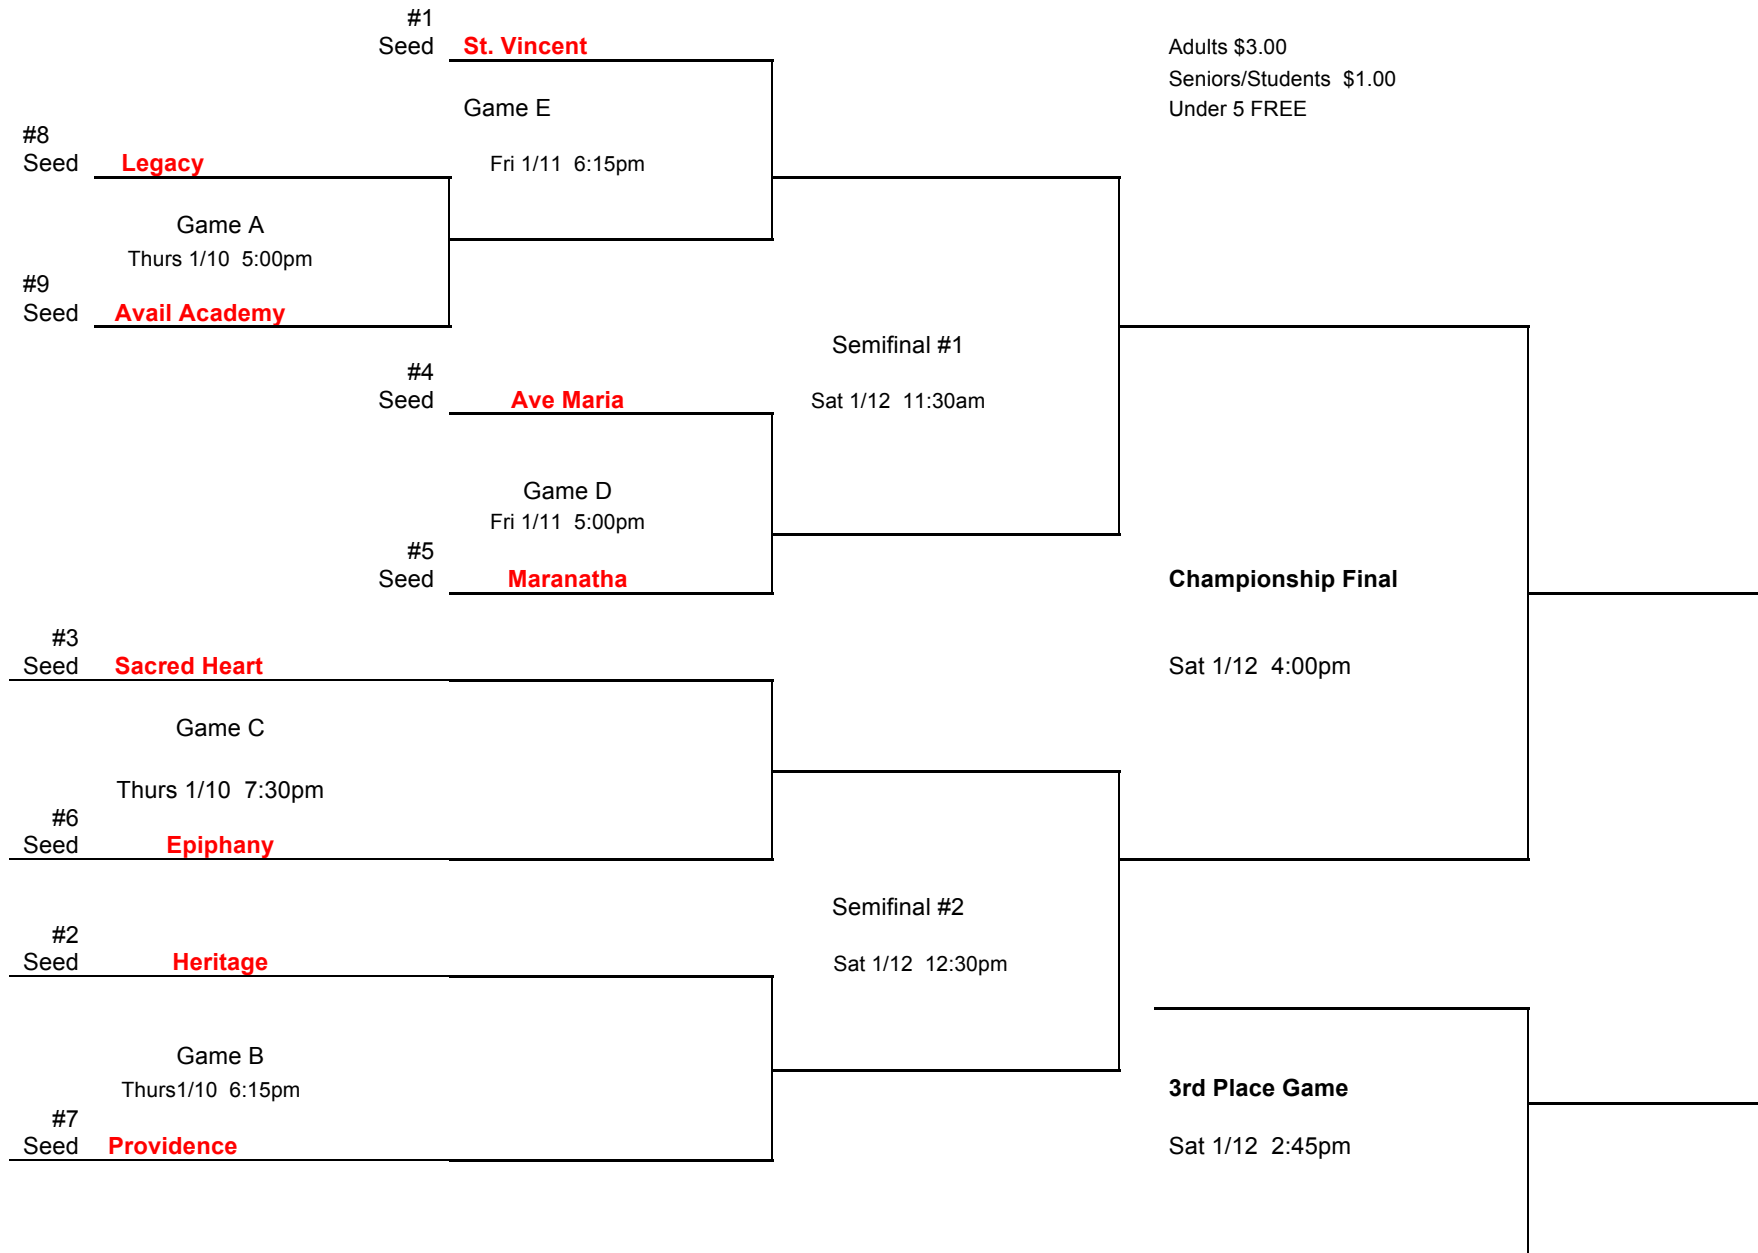 #1
Seed St. Vincent
Adults $3.00
Seniors/Students $1.00
Game E
Under 5 FREE
#8
Seed Legacy
Fri 1/11 6:15pm
Game A
Thurs 1/10 5:00pm
#9
Seed Avail Academy
Semifinal #1
#4
Seed Ave Maria
Sat 1/12 11:30am
Game D
Fri 1/11 5:00pm
#5
Seed Maranatha
Championship Final
#3
Seed Sacred Heart
Sat 1/12 4:00pm
Game C
Thurs 1/10 7:30pm
#6
Seed Epiphany
Semifinal #2
#2
Seed Heritage
Sat 1/12 12:30pm
Game B
Thurs1/10 6:15pm
3rd Place Game
#7
Seed Providence
Sat 1/12 2:45pm